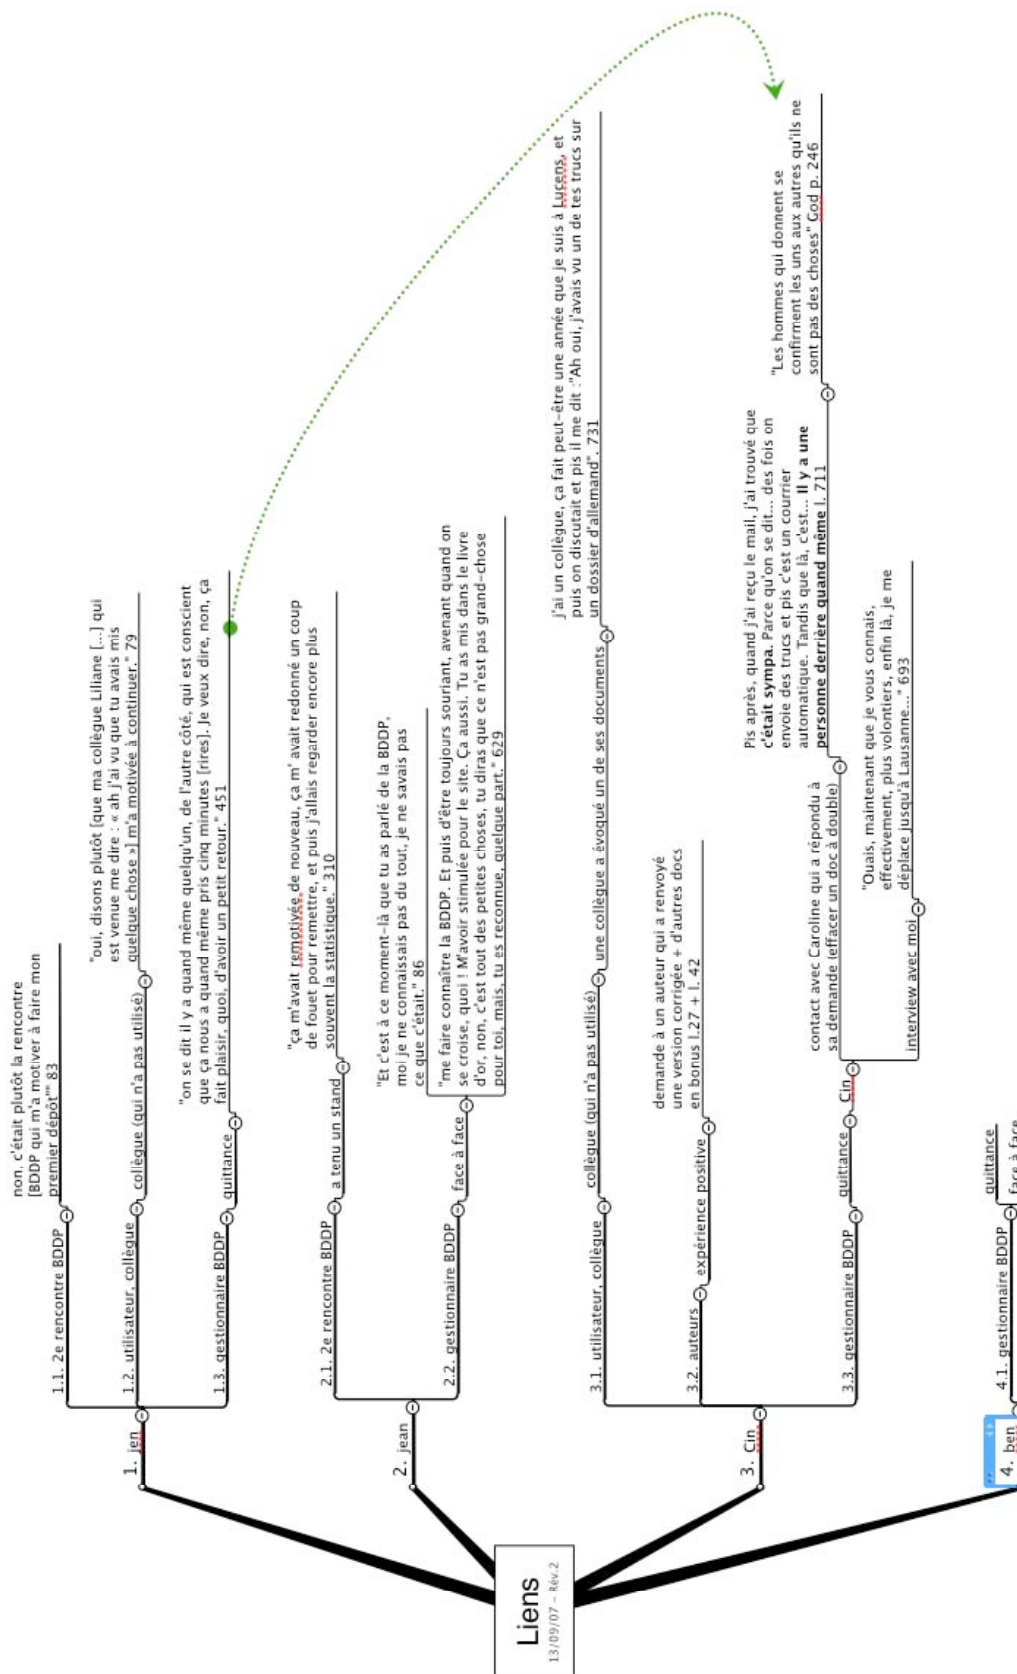 Liens
13/09/07 - Rév.2
1. jen
1.1. 2e rencontre BDDP
non, c'était plutôt la rencontre
[BDDP qui m'a motiver à faire mon
premier dépôt"" 83
1.2. utilisateur, collègue
collègue (qui n'a pas utilisé)
"oui, disons plutôt [que ma collègue Liliane [...] qui
est venue me dire : « ah j'ai vu que tu avais mis
quelque chose »] m'a motivée à continuer." 79
1.3. gestionnaire BDDP
quittance
"on se dit il y a quand même quelqu'un, de l'autre côté, qui est conscient
que ça nous a quand même pris cinq minutes [rires]. Je veux dire, non, ça
fait plaisir, quoi, d'avoir un petit retour." 451
2. jean
2.1. 2e rencontre BDDP
a tenu un stand
"ça m'avait remotivée de nouveau, ça m' avait redonné un coup
de fouet pour remettre, et puis j'allais regarder encore plus
souvent la statistique." 310
2.2. gestionnaire BDDP
face à face
"Et c'est à ce moment-là que tu as parlé de la BDDP,
moi je ne connaissais pas du tout, je ne savais pas
ce que c'était." 86
"me faire connaître la BDDP. Et puis d'être toujours souriant, avenant quand on
se croise, quoi ! M'avoir stimulée pour le site. Ça aussi. Tu as mis dans le livre
d'or, non, c'est tout des petites choses, tu diras que ce n'est pas grand-chose
pour toi, mais, tu es reconnue, quelque part." 629
3. Cin
3.1. utilisateur, collègue
collègue (qui n'a pas utilisé)
une collègue a évoqué un de ses documents
j'ai un collègue, ça fait peut-être une année que je suis à Lucens, et
puis on discutait et pis il me dit :"Ah oui, j'avais vu un de tes trucs sur
un dossier d'allemand". 731
3.2. auteurs
expérience positive
demande à un auteur qui a renvoyé
une version corrigée + d'autres docs
en bonus l.27 + l. 42
3.3. gestionnaire BDDP
quittance
Cin
contact avec Caroline qui a répondu à
sa demande (effacer un doc à double)
Pis après, quand j'ai reçu le mail, j'ai trouvé que
c'était sympa. Parce qu'on se dit... des fois on
envoie des trucs et pis c'est un courrier
automatique. Tandis que là, c'est... Il y a une
personne derrière quand même l. 711
"Les hommes qui donnent se
confirment les uns aux autres qu'ils ne
sont pas des choses" God p. 246
interview avec moi
"Ouais, maintenant que je vous connais,
effectivement, plus volontiers, enfin là, je me
déplace jusqu'à Lausanne..." 693
4. ben
4.1. gestionnaire BDDP
quittance
face à face